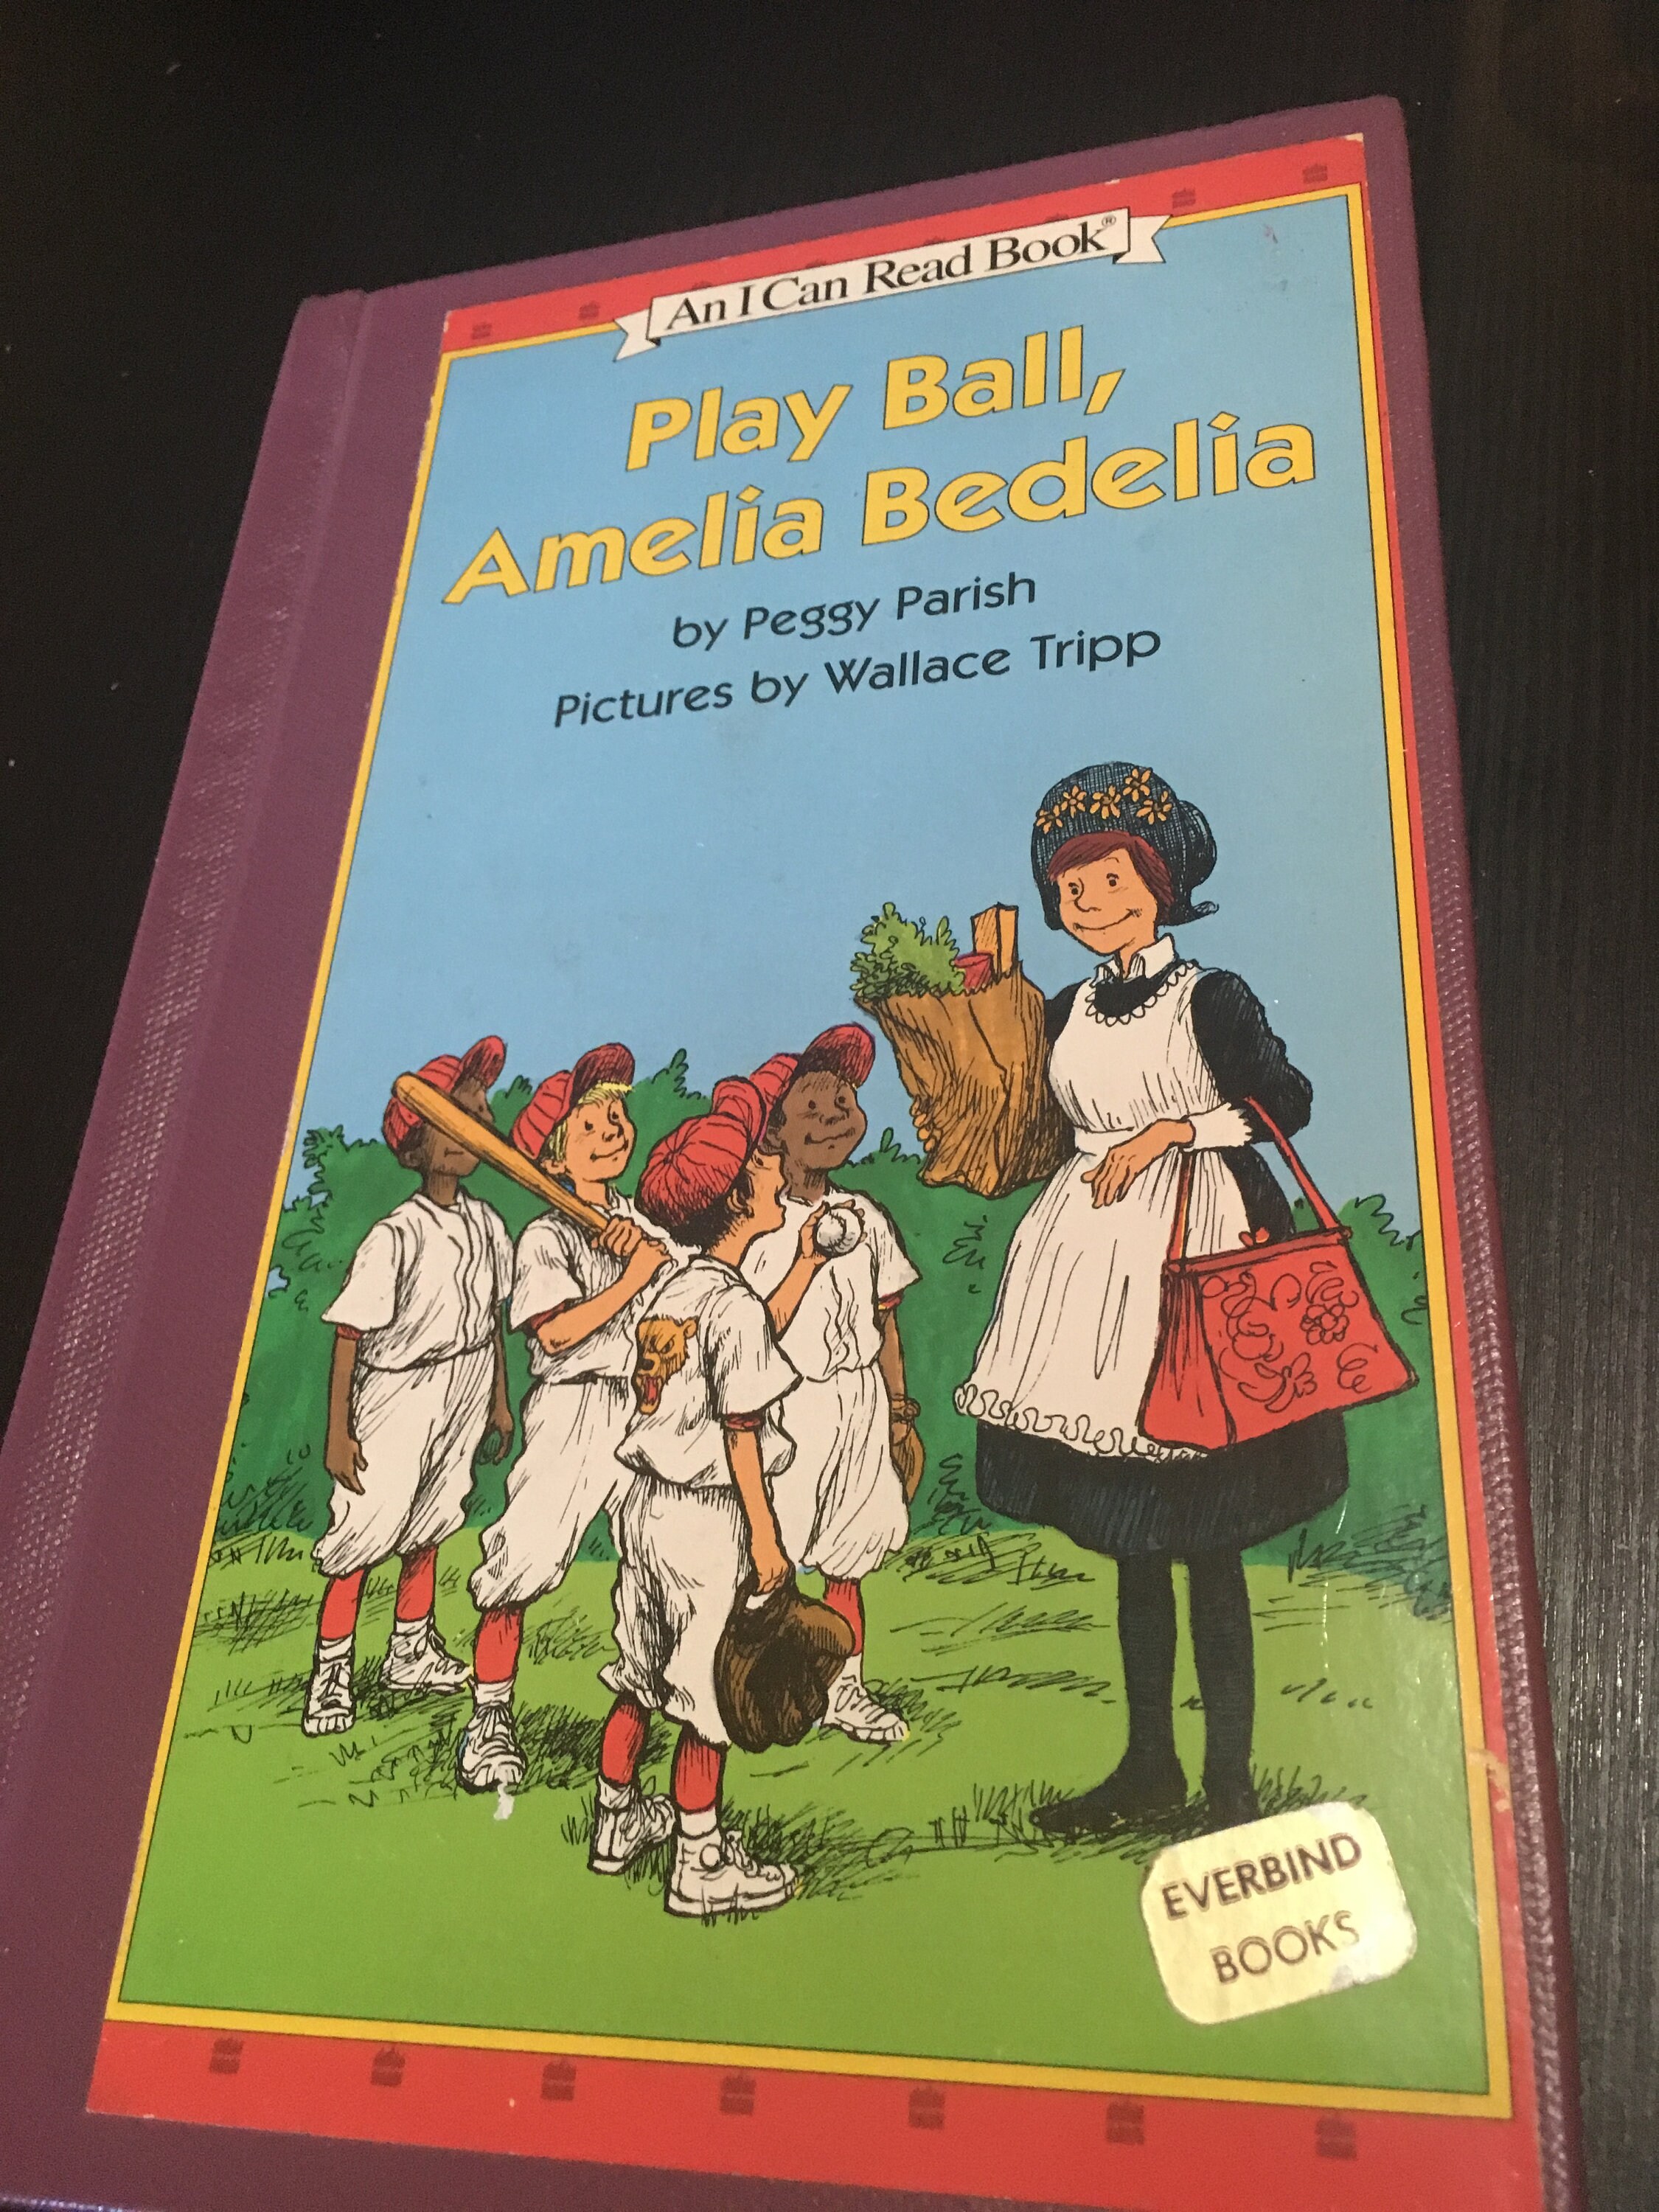 An I Can Read Book®
Play Ball,
Amelia Bedelia
by Peggy Parish
Pictures by Wallace Tripp
EVERBIND
BOOKS